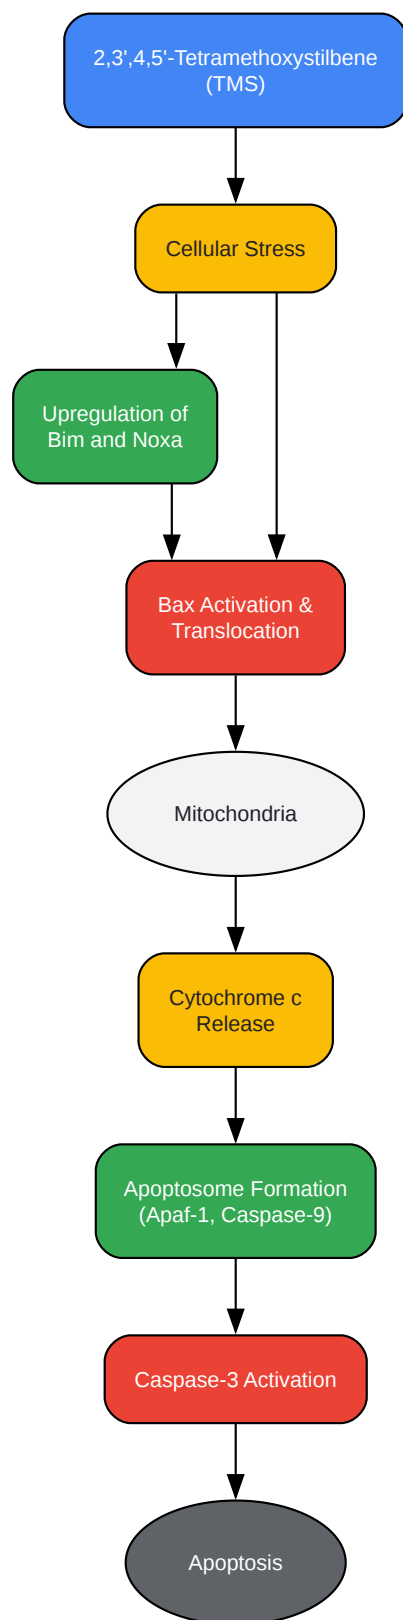 2,3',4,5'-Tetramethoxystilbene
(TMS)
Cellular Stress
Upregulation of
Bim and Noxa
Bax Activation &
Translocation
Mitochondria
Cytochrome c
Release
Apoptosome Formation
(Apaf-1, Caspase-9)
Caspase-3 Activation
Apoptosis